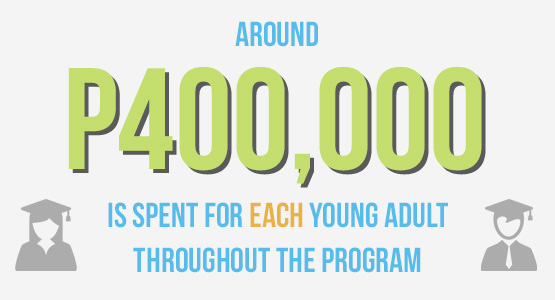 AROUND
P400,000
IS SPENT FOR EACH YOUNG ADULT
THROUGHOUT THE PROGRAM